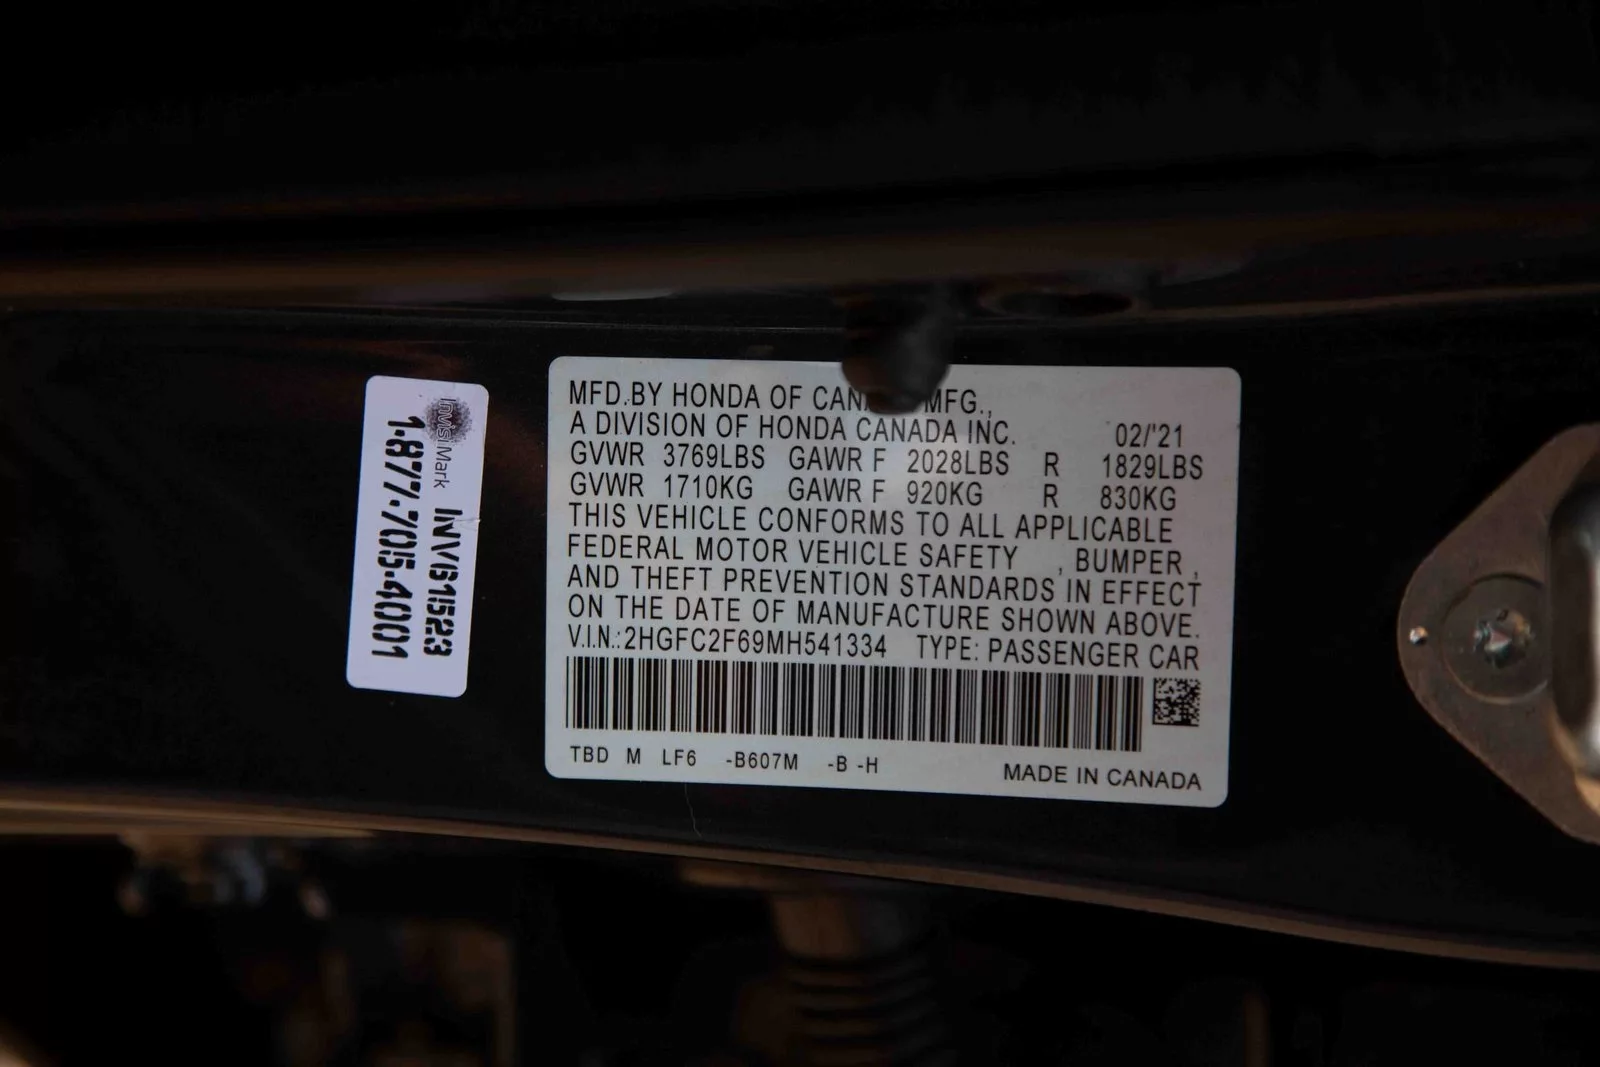 InvisiMark INV61523
1.877.705.4001
MFD.BY HONDA OF MFG.,
A DIVISION OF HONDA CANADA INC. 02/'21
GVWR 3769LBS GAWR F 2028LBS R 1829LBS
GVWR 1710KG GAWR F 920KG R 830KG
THIS VEHICLE CONFORMS TO ALL APPLICABLE
FEDERAL MOTOR VEHICLE SAFETY , BUMPER ,
AND THEFT PREVENTION STANDARDS IN EFFECT
ON THE DATE OF MANUFACTURE SHOWN ABOVE.
V.I.N.:2HGFC2F69MH541334 TYPE: PASSENGER CAR
TBD M LF6 -B607M -B -H MADE IN CANADA